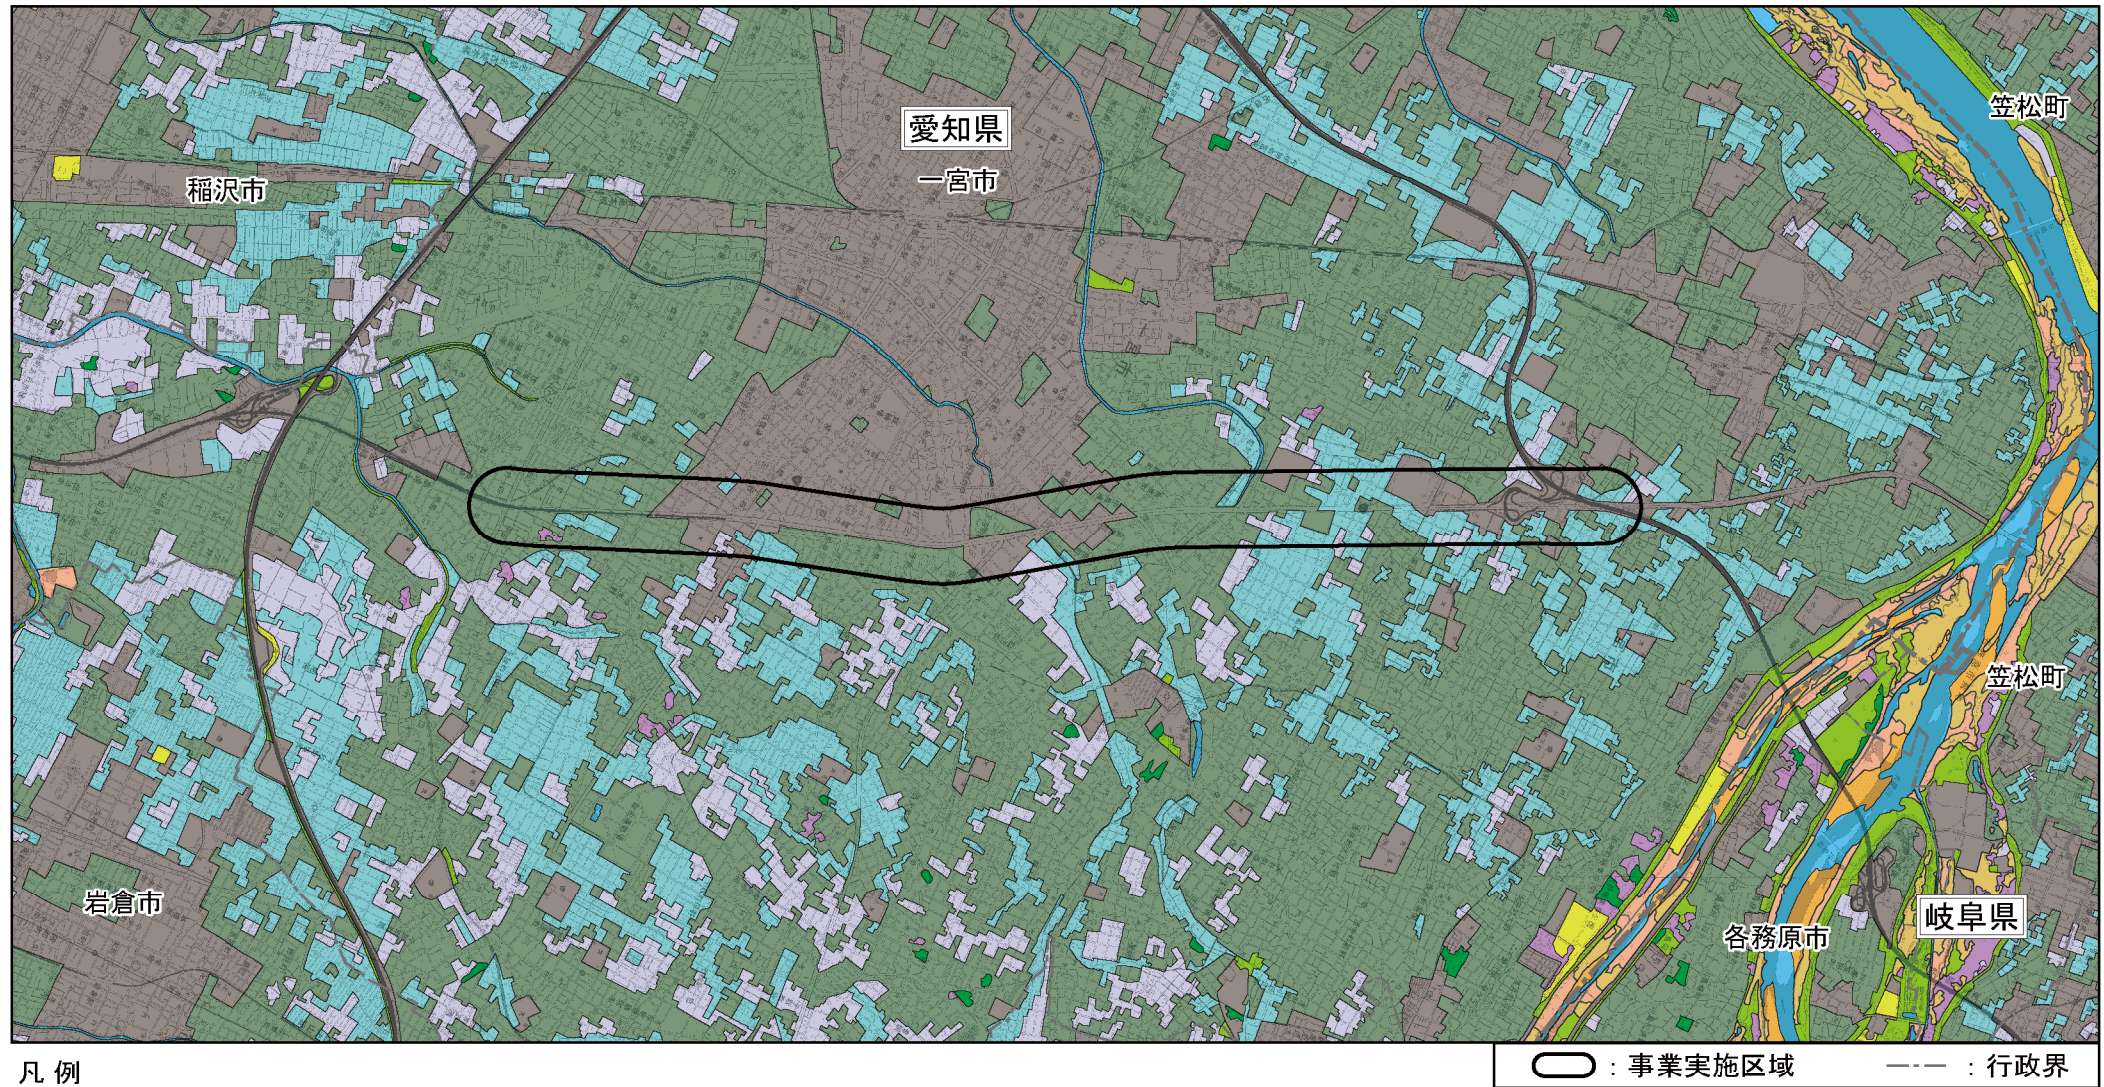 笠松町
愛知県
一宮市
稲沢市
笠松町
岩倉市
岐阜県
各務原市
凡例
：事業実施区域
：行政界